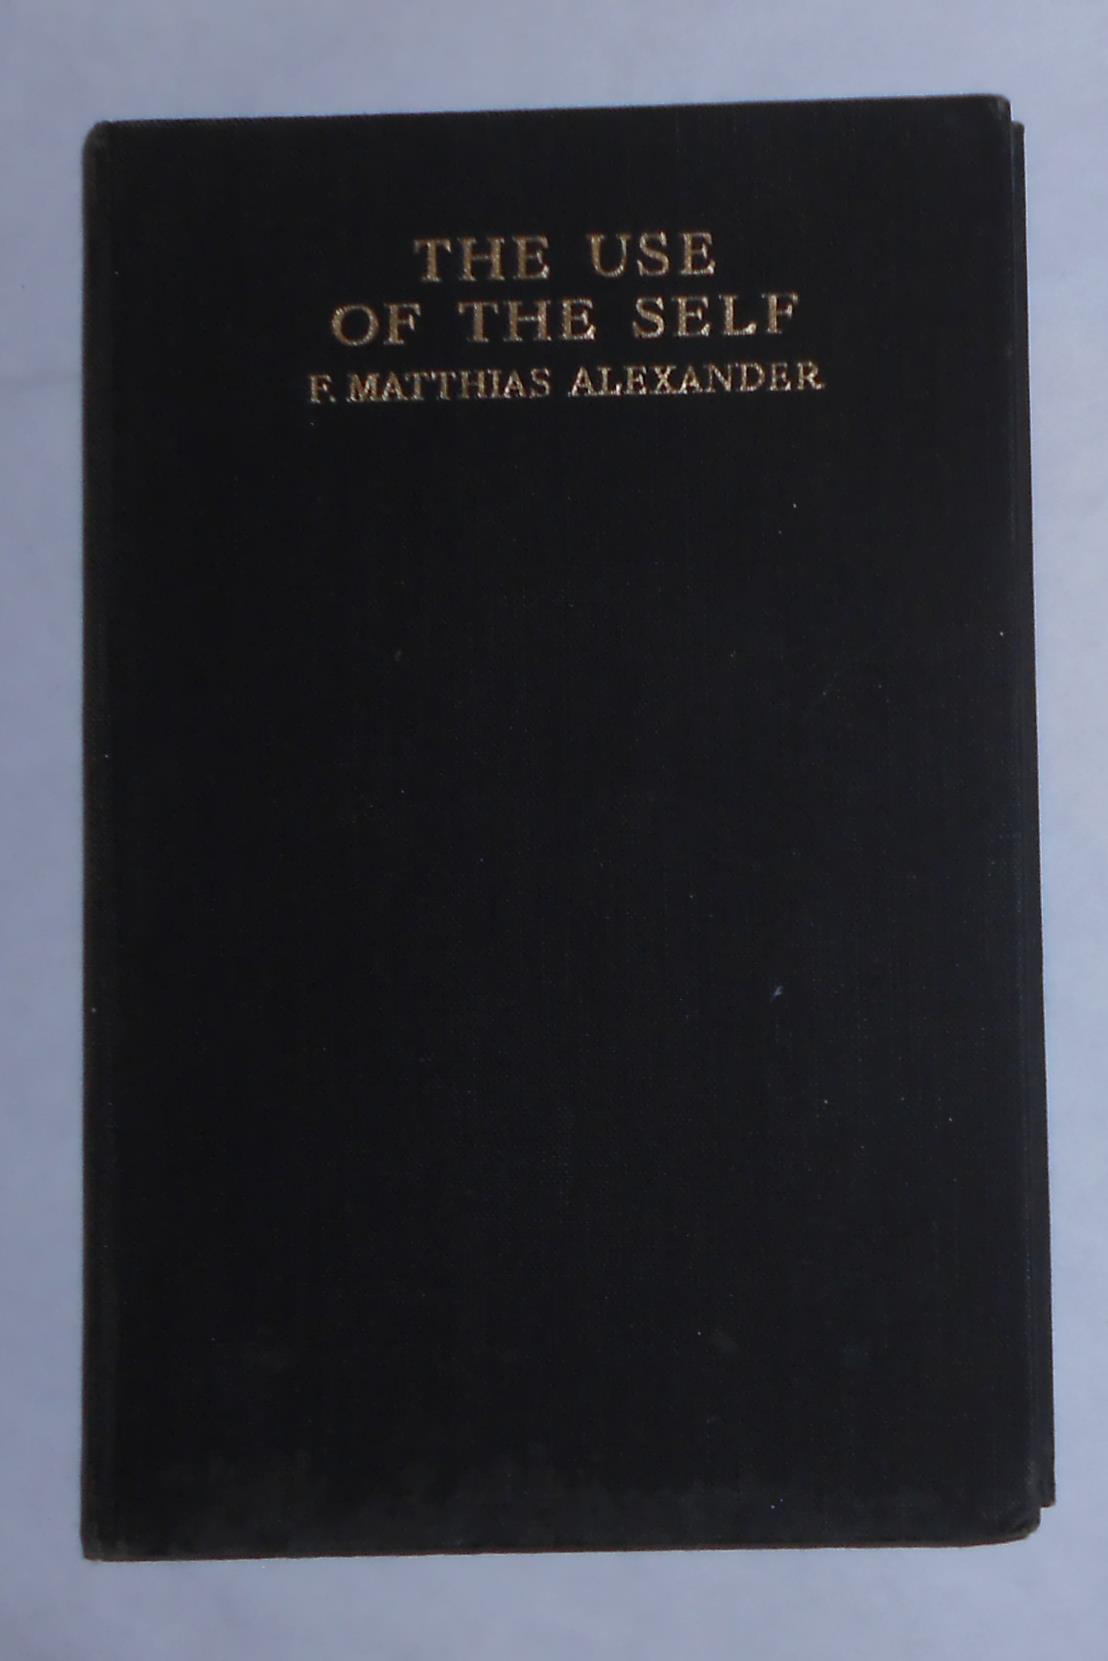 THE USE
OF THE SELF
F. MATTHIAS ALEXANDER